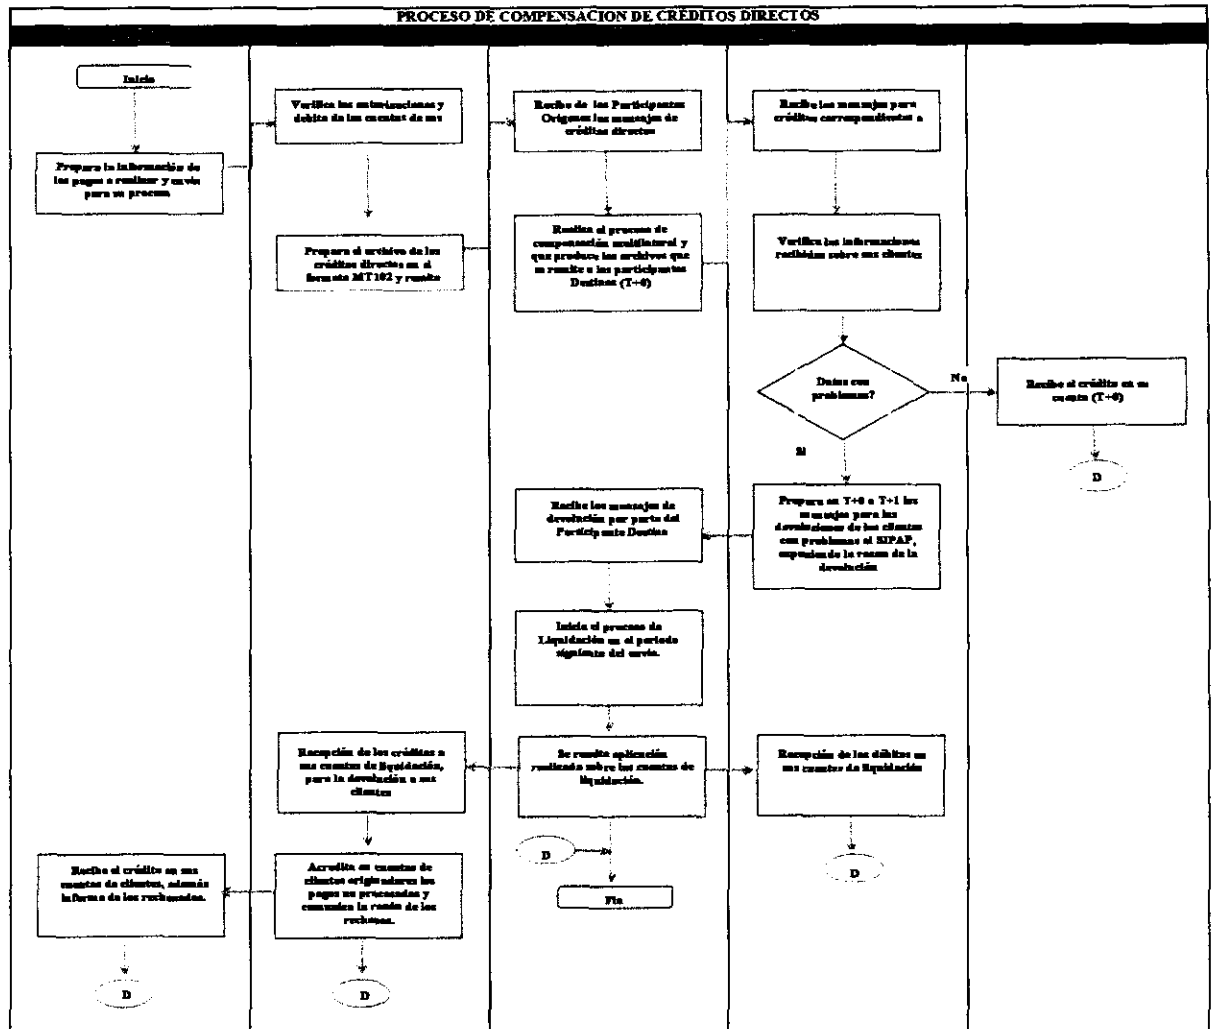 PROCESO DE COMPENSACION DE CRÉDITOS DIRECTOS
Inicio
Prepara la información de
los pagos a realizar y envía
para su proceso.
Verifica las autorizaciones y
debita de las cuentas de sus
Prepara el archivo de los
créditos directos en el
formato MT102 y remite
Recibe de los Participantes
Orígenes los mensajes de
créditos directos
Realiza el proceso de
compensación multilateral y
que produce los archivos que
se remite a los participantes
Destinos (T+0)
Recibe los mensajes para
créditos correspondientes a
Verifica las informaciones
recibidas sobre sus clientes
Datos con
problemas?
No
Recibe el crédito en su
cuenta (T+0)
D
Si
Prepara en T+0 o T+1 los
mensajes para las
devoluciones de los clientes
con problemas al SIPAP,
exponiendo la razón de la
devolución
Recibe los mensajes de
devolución por parte del
Participante Destino
Inicia el proceso de
Liquidación en el periodo
siguiente del envío.
Se remite aplicación
realizada sobre las cuentas de
liquidación.
Recepción de los créditos a
sus cuentas de liquidación,
para la devolución a sus
clientes
Recepción de los débitos en
sus cuentas de liquidación
D
D
Fin
Acredita en cuentas de
clientes originadores los
pagos no procesados y
comunica la razón de los
rechazos.
Recibe el crédito en sus
cuentas de clientes, además
informe de los rechazados.
D
D